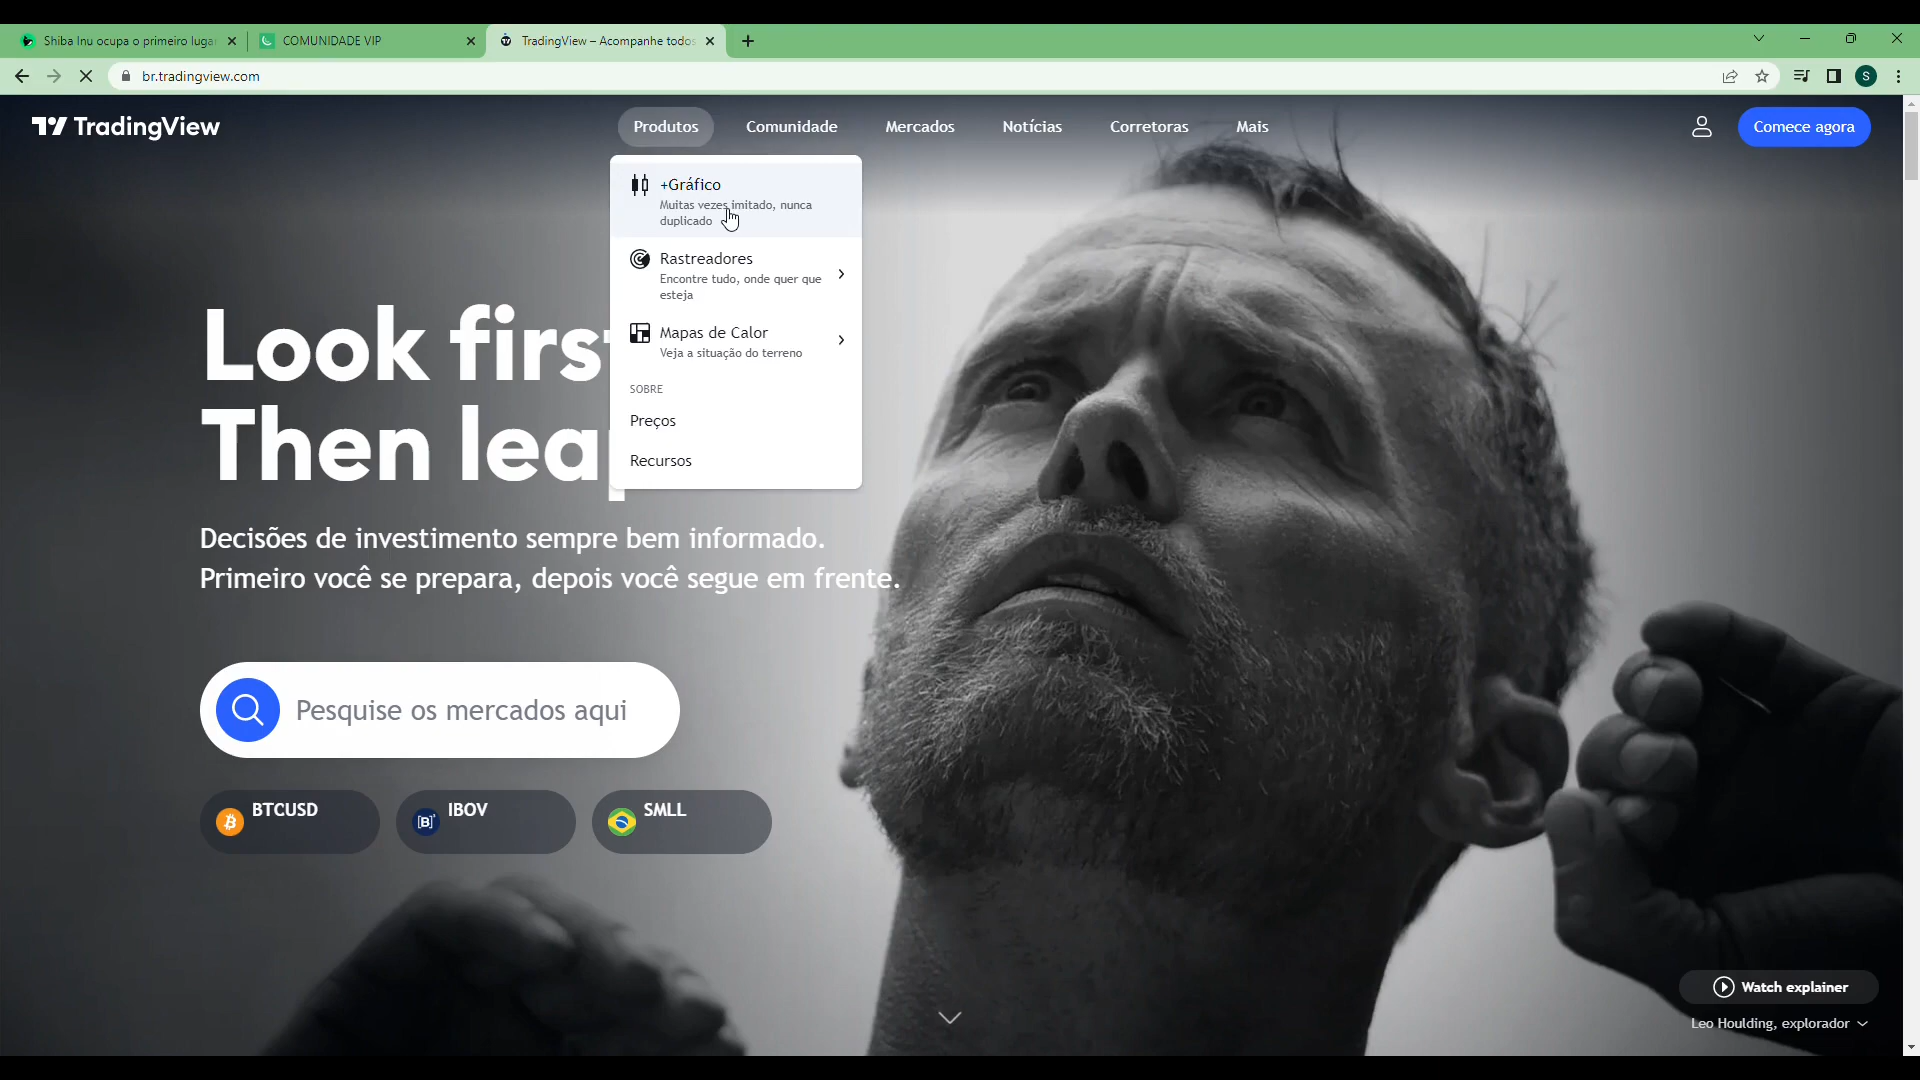 Shiba Inu ocupa o primeiro luga
COMUNIDADE VIP
TradingView – Acompanhe todos
br.tradingview.com
S
TradingView
Produtos
Comunidade
Mercados
Notícias
Corretoras
Mais
Comece agora
+Gráfico
Muitas vezes imitado, nunca
duplicado
Rastreadores
Encontre tudo, onde quer que
esteja
Mapas de Calor
Veja a situação do terreno
SOBRE
Preços
Recursos
Look firs
Then lea
Decisões de investimento sempre bem informado.
Primeiro você se prepara, depois você segue em frente.
Pesquise os mercados aqui
BTCUSD
IBOV
SMLL
Watch explainer
Leo Houlding, explorador